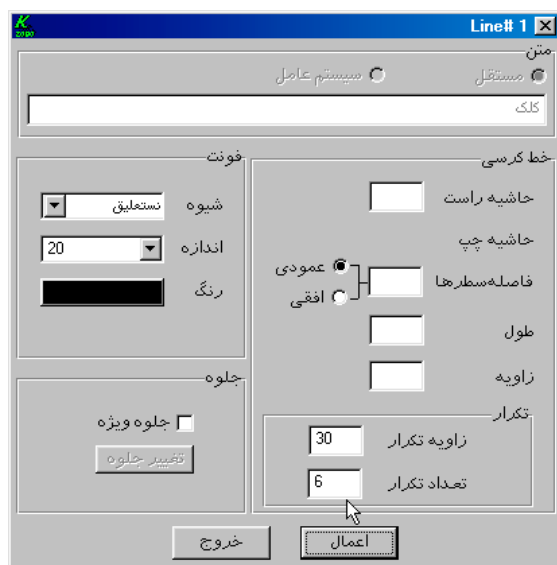 K
2000
Line# 1
متن
مستقل
سیستم عامل
کلک
خط کرسی
حاشیه راست
حاشیه چپ
فاصله‌سطرها
عمودی
افقی
طول
زاویه
تکرار
زاویه تکرار
30
تعداد تکرار
6
فونت
شیوه
نستعلیق
اندازه
20
رنگ
جلوه
جلوه ویژه
تغییر جلوه
اعمال
خروج